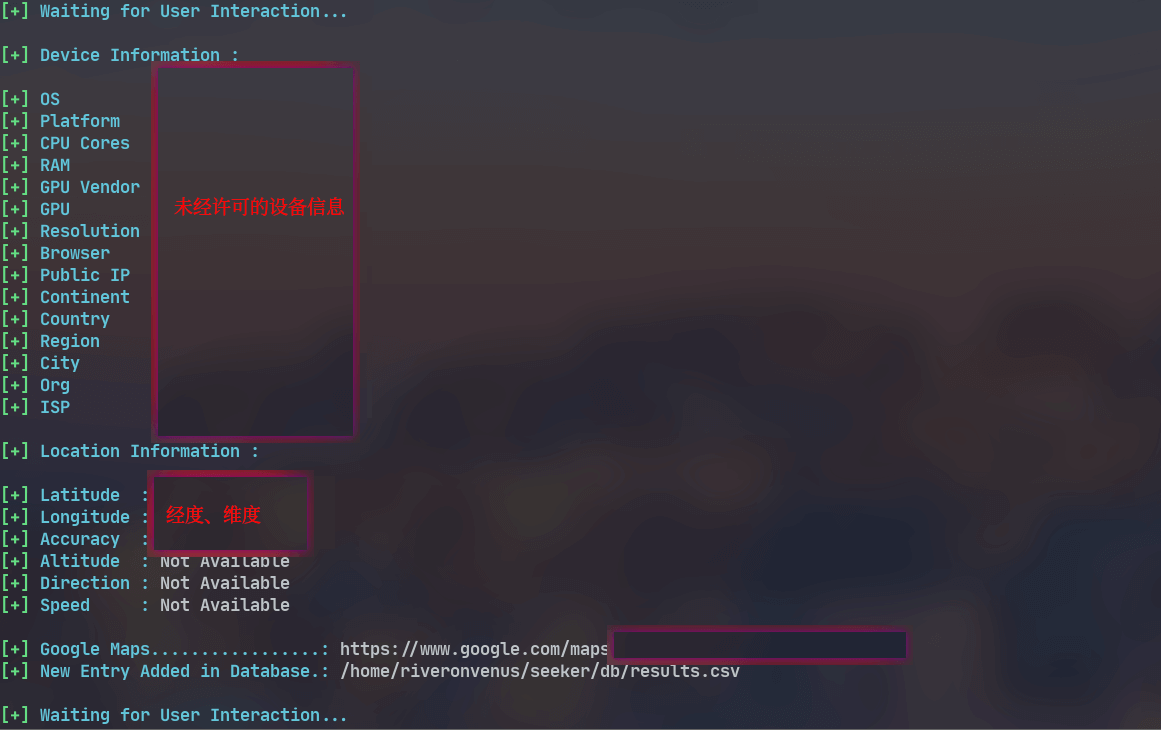 [+] Waiting for User Interaction...
[+] Device Information :
[+] OS
[+] Platform
[+] CPU Cores
[+] RAM
[+] GPU Vendor
未经许可的设备信息
[+] GPU
[+] Resolution
[+] Browser
[+] Public IP
[+] Continent
[+] Country
[+] Region
[+] City
[+] Org
[+] ISP
[+] Location Information :
[+] Latitude :
[+] Longitude : 经度、维度
[+] Accuracy :
[+] Altitude : Not Available
[+] Direction : Not Available
[+] Speed : Not Available
[+] Google Maps.................: https://www.google.com/maps
[+] New Entry Added in Database.: /home/riveronvenus/seeker/db/results.csv
[+] Waiting for User Interaction...